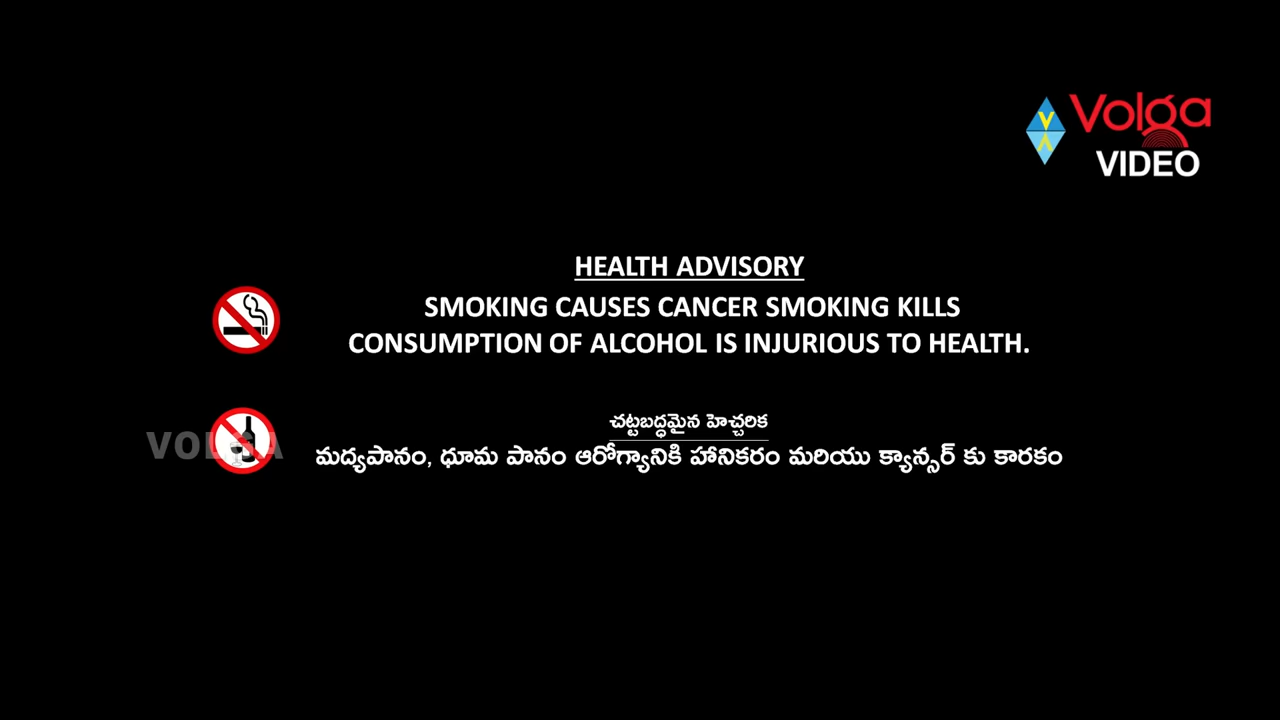 Volga
VIDEO
HEALTH ADVISORY
SMOKING CAUSES CANCER SMOKING KILLS
CONSUMPTION OF ALCOHOL IS INJURIOUS TO HEALTH.
చట్టబద్ధమైన హెచ్చరిక
VOLGA
మద్యపానం, ధూమ పానం ఆరోగ్యానికి హానికరం మరియు క్యాన్సర్ కు కారకం